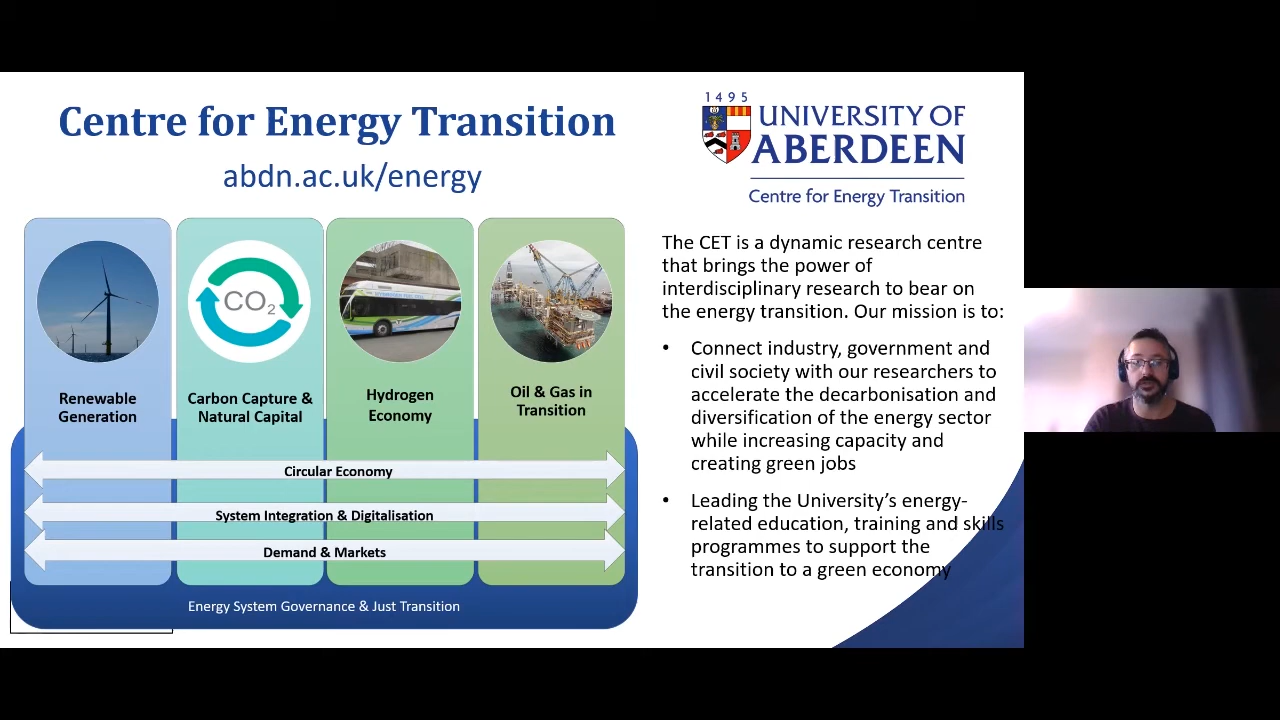 Centre for Energy Transition
abdn.ac.uk/energy
1495
UNIVERSITY OF
ABERDEEN
Centre for Energy Transition
CO2
Renewable
Generation
Carbon Capture &
Natural Capital
Hydrogen
Economy
Oil & Gas in
Transition
Circular Economy
System Integration & Digitalisation
Demand & Markets
Energy System Governance & Just Transition
The CET is a dynamic research centre
that brings the power of
interdisciplinary research to bear on
the energy transition. Our mission is to:
• Connect industry, government and
civil society with our researchers to
accelerate the decarbonisation and
diversification of the energy sector
while increasing capacity and
creating green jobs
• Leading the University’s energy-
related education, training and skills
programmes to support the
transition to a green economy